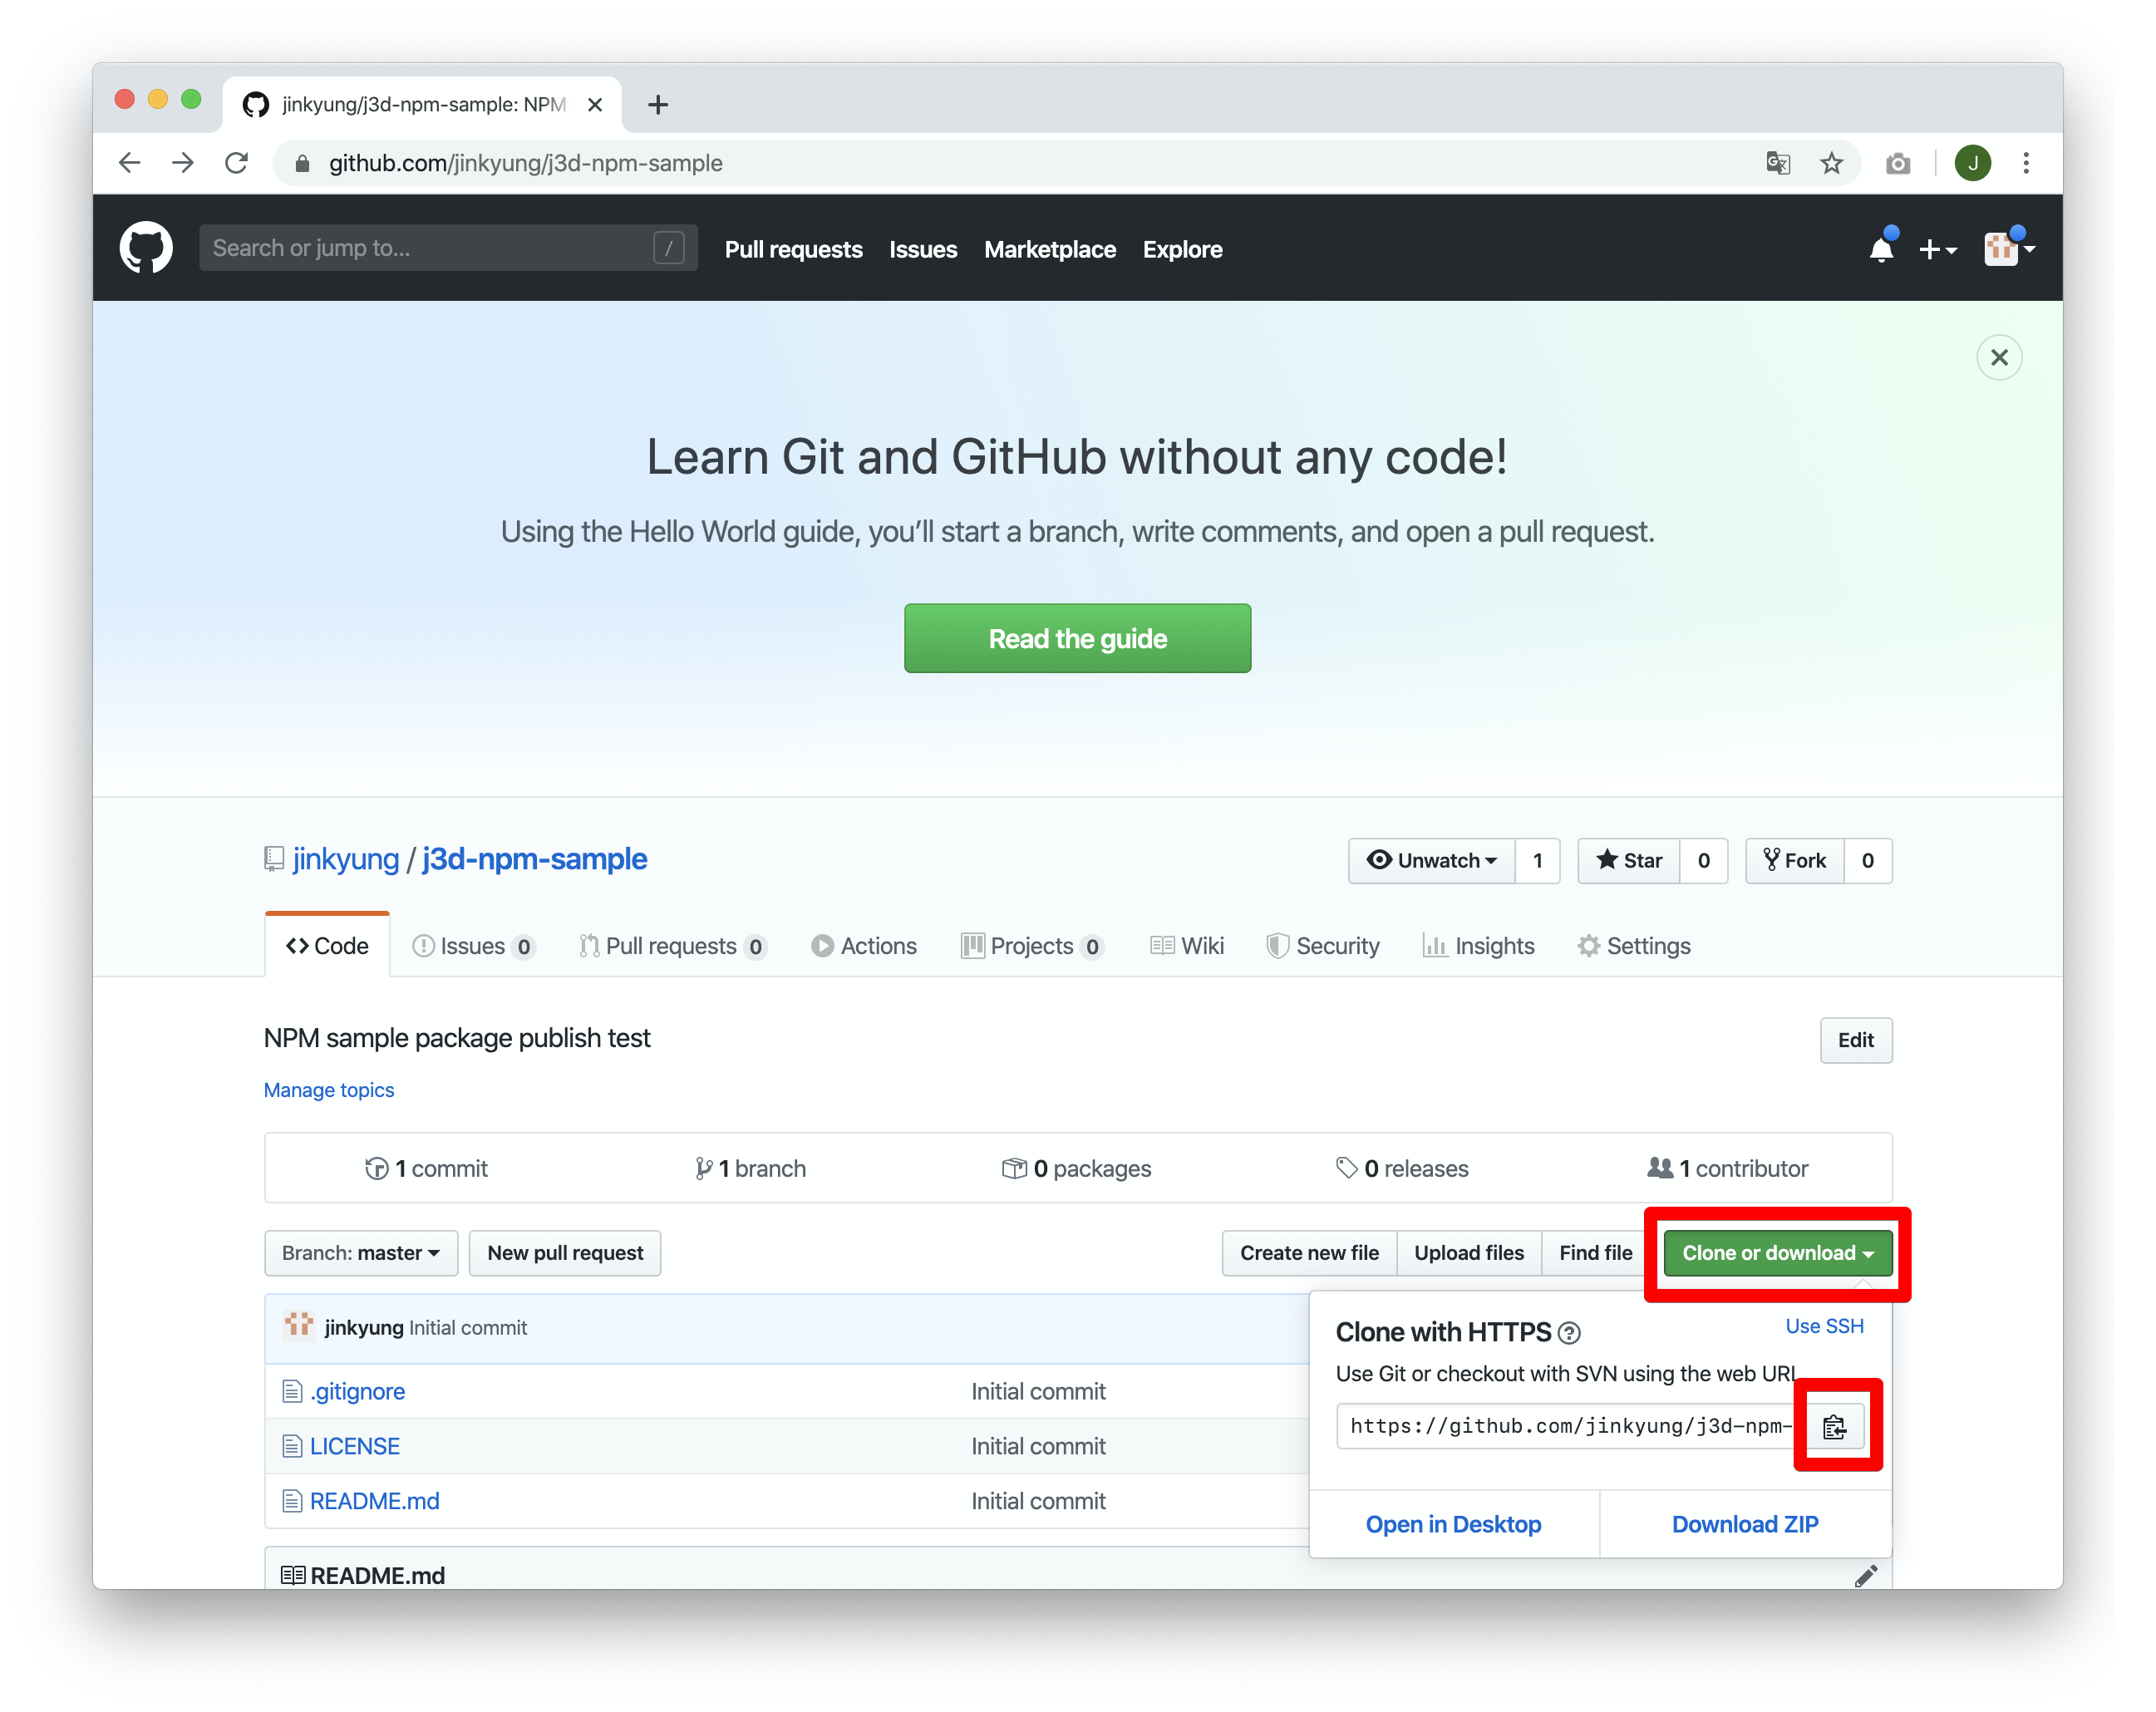 jinkyung/j3d-npm-sample: NPM
github.com/jinkyung/j3d-npm-sample
J
Search or jump to...
/
Pull requests
Issues
Marketplace
Explore
Learn Git and GitHub without any code!
Using the Hello World guide, you’ll start a branch, write comments, and open a pull request.
Read the guide
jinkyung / j3d-npm-sample
Unwatch 1
Star 0
Fork 0
Code
Issues 0
Pull requests 0
Actions
Projects 0
Wiki
Security
Insights
Settings
NPM sample package publish test
Edit
Manage topics
1 commit
1 branch
0 packages
0 releases
1 contributor
Branch: master
New pull request
Create new file
Upload files
Find file
Clone or download
jinkyung Initial commit
.gitignore
Initial commit
LICENSE
Initial commit
README.md
Initial commit
Clone with HTTPS
Use SSH
Use Git or checkout with SVN using the web URL
https://github.com/jinkyung/j3d-npm-
Open in Desktop
Download ZIP
README.md